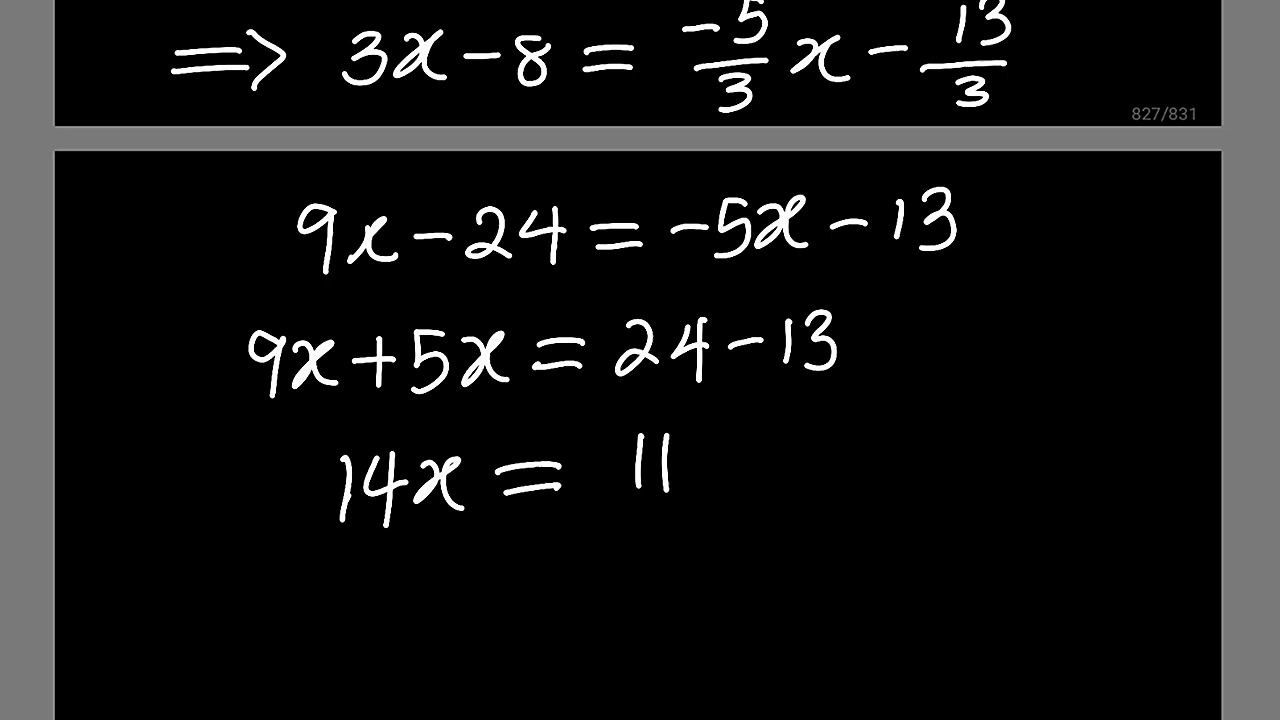 => 3x - 8 = -5/3 x - 13/3
827/831
9x - 24 = -5x - 13
9x + 5x = 24 - 13
14x = 11